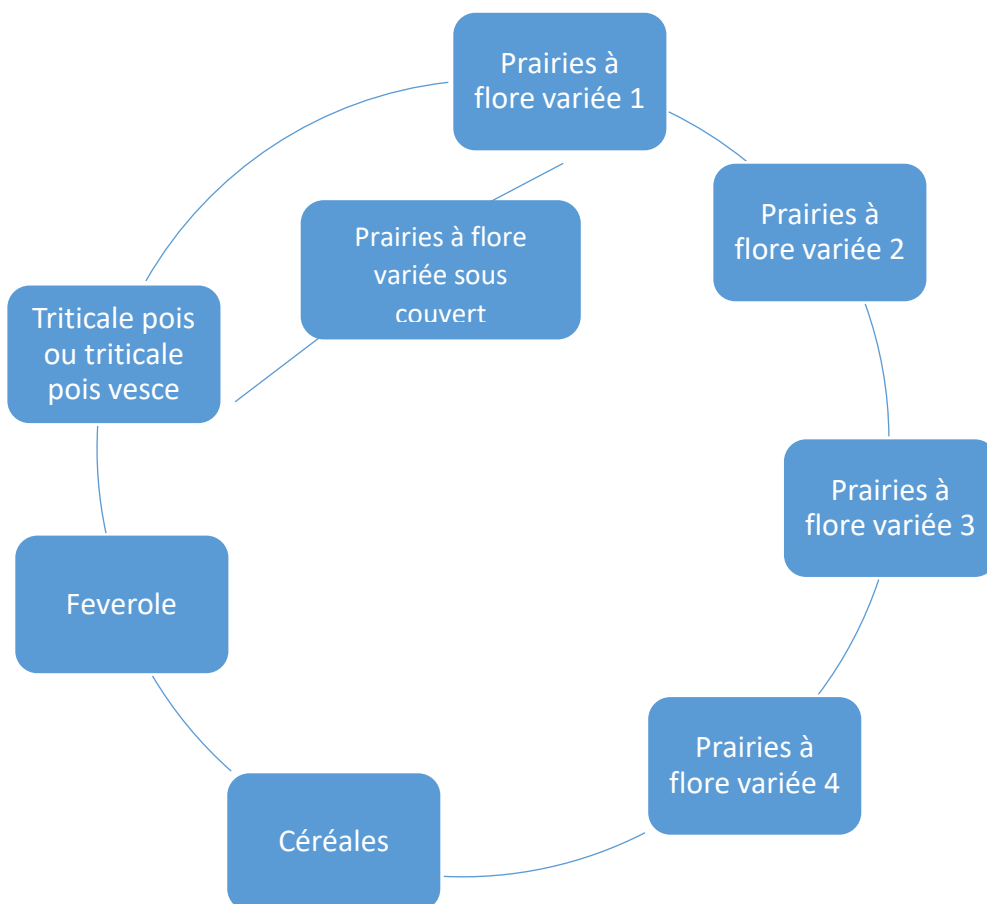 Prairies à
flore variée 1
Prairies à
flore variée 2
Prairies à flore
variée sous
couvert
Triticale pois
ou triticale
pois vesce
Prairies à
flore variée 3
Feverole
Prairies à
flore variée 4
Céréales